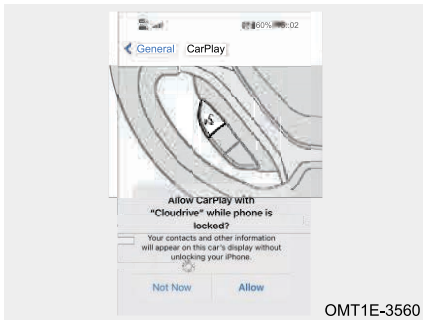 60% :02
General CarPlay
Allow CarPlay with
“Cloudrive” while phone is
locked?
Your contacts and other information
will appear on this car's display without
unlocking your iPhone.
Not Now Allow
OMT1E-3560